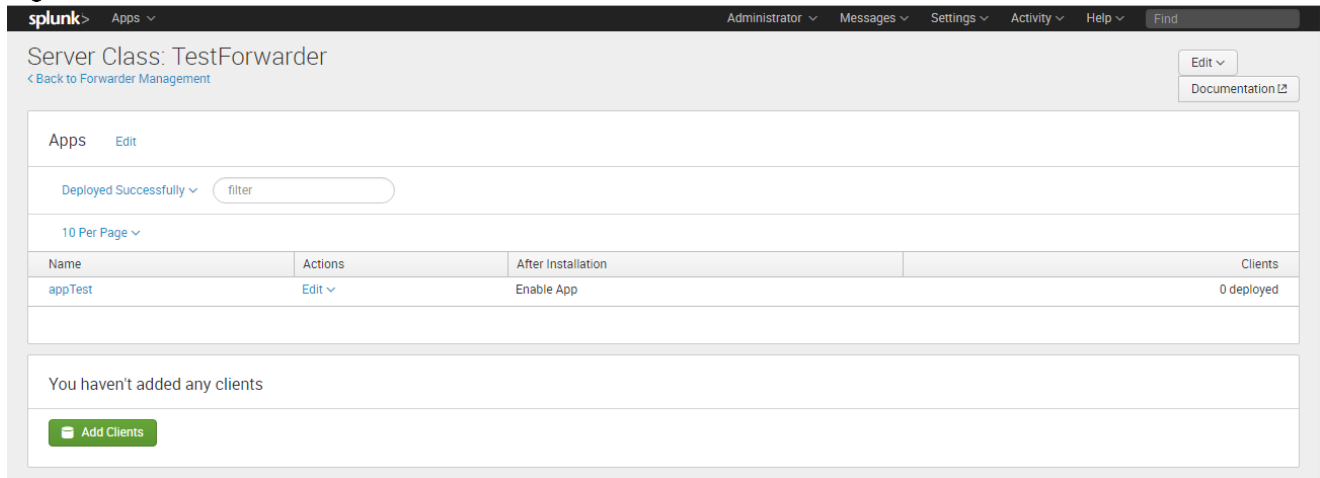 splunk> Apps Administrator Messages Settings Activity Help Find
Server Class: TestForwarder
< Back to Forwarder Management
Edit
Documentation
Apps Edit
Deployed Successfully filter
10 Per Page
Name Actions After Installation Clients
appTest Edit Enable App 0 deployed
You haven't added any clients
Add Clients